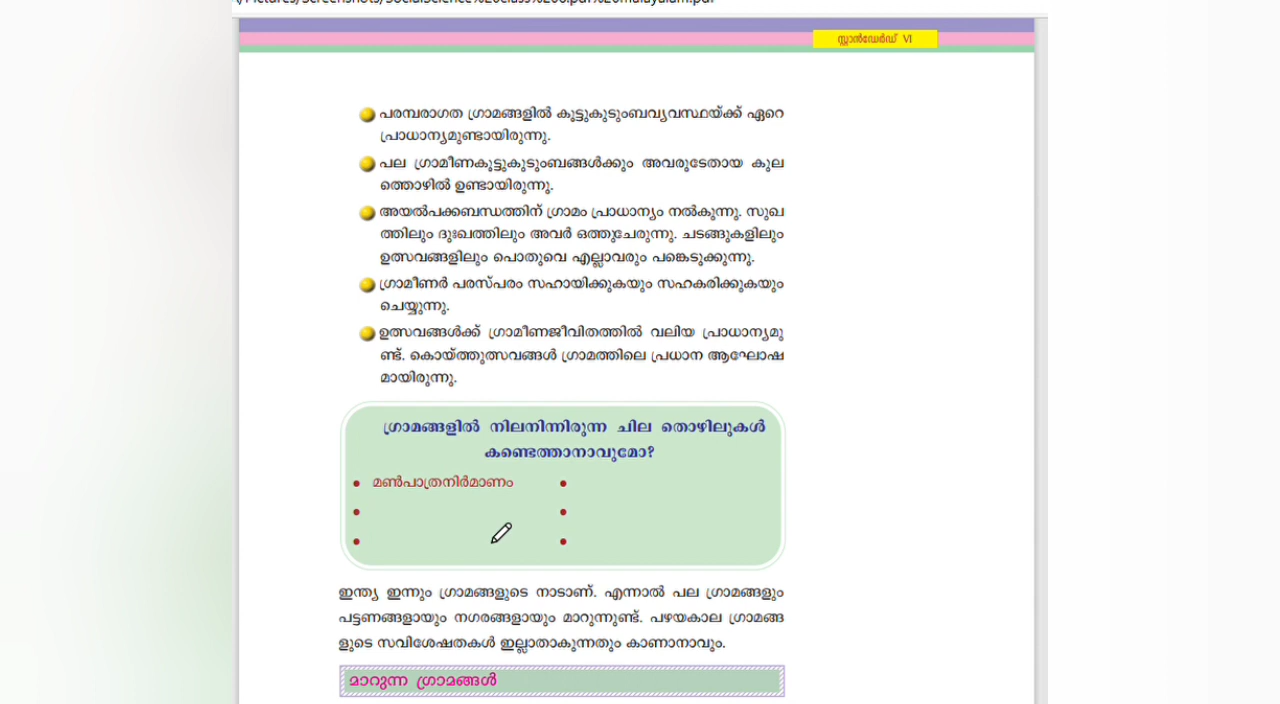 സ്റ്റാൻഡേർഡ് VI
പരമ്പരാഗത ഗ്രാമങ്ങളിൽ കൂട്ടുകുടുംബവ്യവസ്ഥയ്ക്ക് ഏറെ
പ്രാധാന്യമുണ്ടായിരുന്നു.
പല ഗ്രാമീണകൂട്ടുകുടുംബങ്ങൾക്കും അവരുടേതായ കുല
ത്തൊഴിൽ ഉണ്ടായിരുന്നു.
അയൽപക്കബന്ധത്തിന് ഗ്രാമം പ്രാധാന്യം നൽകുന്നു. സുഖ
ത്തിലും ദുഃഖത്തിലും അവർ ഒത്തുചേരുന്നു. ചടങ്ങുകളിലും
ഉത്സവങ്ങളിലും പൊതുവെ എല്ലാവരും പങ്കെടുക്കുന്നു.
ഗ്രാമീണർ പരസ്പരം സഹായിക്കുകയും സഹകരിക്കുകയും
ചെയ്യുന്നു.
ഉത്സവങ്ങൾക്ക് ഗ്രാമീണജീവിതത്തിൽ വലിയ പ്രാധാന്യമു
ണ്ട്. കൊയ്ത്തുത്സവങ്ങൾ ഗ്രാമത്തിലെ പ്രധാന ആഘോഷ
മായിരുന്നു.
ഗ്രാമങ്ങളിൽ നിലനിന്നിരുന്ന ചില തൊഴിലുകൾ
കണ്ടെത്താനാവുമോ?
• മൺപാത്രനിർമാണം
ഇന്ത്യ ഇന്നും ഗ്രാമങ്ങളുടെ നാടാണ്. എന്നാൽ പല ഗ്രാമങ്ങളും
പട്ടണങ്ങളായും നഗരങ്ങളായും മാറുന്നുണ്ട്. പഴയകാല ഗ്രാമങ്ങ
ളുടെ സവിശേഷതകൾ ഇല്ലാതാകുന്നതും കാണാനാവും.
മാറുന്ന ഗ്രാമങ്ങൾ